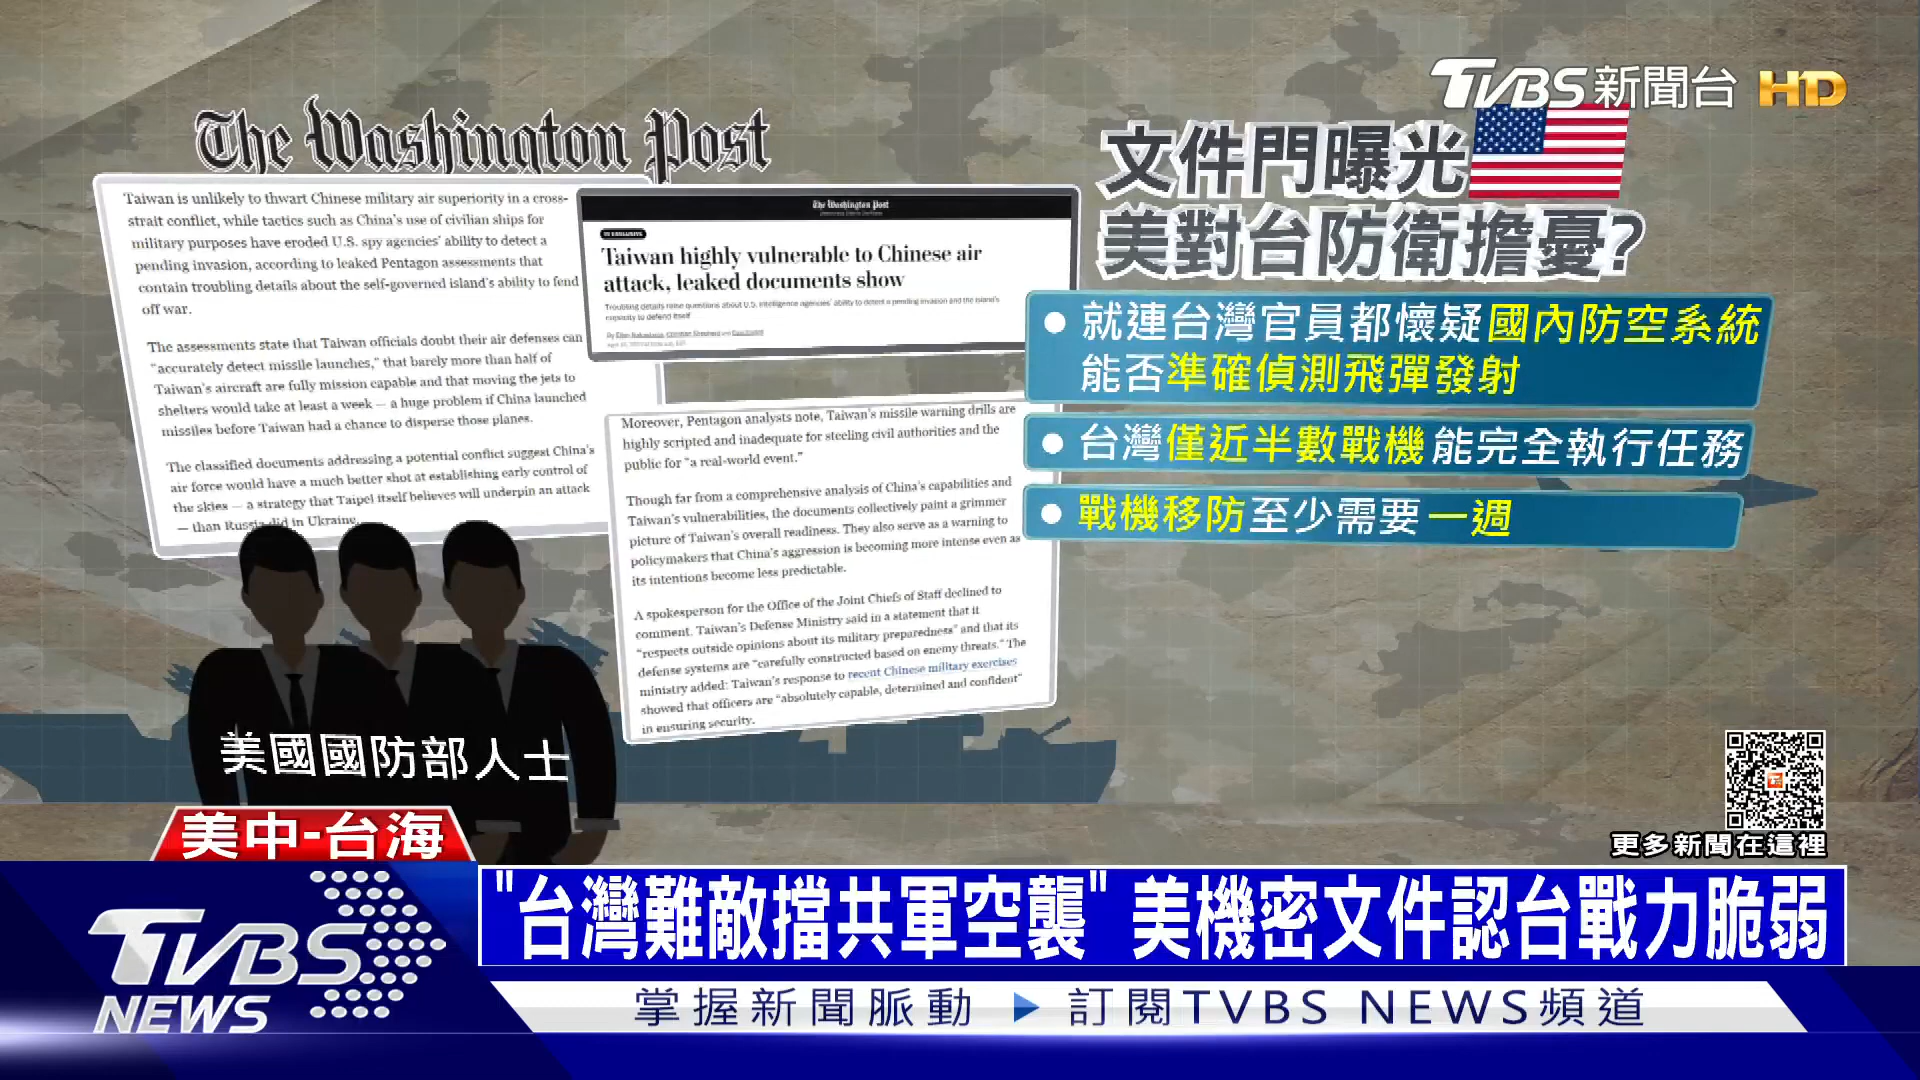 TVBS新聞台 HD
The Washington Post
Taiwan is unlikely to thwart Chinese military air superiority in a cross-
strait conflict, while tactics such as China's use of civilian ships for
military purposes have eroded U.S. spy agencies' ability to detect a
pending invasion, according to leaked Pentagon assessments that
contain troubling details about the self-governed island's ability to fend
off war.
The assessments state that Taiwan officials doubt their air defenses can
"accurately detect missile launches," that barely more than half of
Taiwan's aircraft are fully mission capable and that moving the jets to
shelters would take at least a week — a huge problem if China launched
missiles before Taiwan had a chance to disperse those planes.
The classified documents addressing a potential conflict suggest China's
air force would have a much better shot at establishing early control of
the skies — a strategy that Taipei itself believes will underpin an attack
— than Russia did in Ukraine.
The Washington Post
Taiwan highly vulnerable to Chinese air
attack, leaked documents show
Troubling details raise questions about U.S. intelligence agencies' ability to detect a pending invasion and the island's
capacity to defend itself
Moreover, Pentagon analysts note, Taiwan's missile warning drills are
highly scripted and inadequate for steeling civil authorities and the
public for "a real-world event."
Though far from a comprehensive analysis of China's capabilities and
Taiwan's vulnerabilities, the documents collectively paint a grimmer
picture of Taiwan's overall readiness. They also serve as a warning to
policymakers that China's aggression is becoming more intense even as
its intentions become less predictable.
A spokesperson for the Office of the Joint Chiefs of Staff declined to
comment. Taiwan's Defense Ministry said in a statement that it
"respects outside opinions about its military preparedness" and that its
defense systems are "carefully constructed based on enemy threats." The
ministry added: Taiwan's response to recent Chinese military exercises
showed that officers are "absolutely capable, determined and confident"
in ensuring security.
文件門曝光
美對台防衛擔憂?
就連台灣官員都懷疑國內防空系統
能否準確偵測飛彈發射
台灣僅近半數戰機能完全執行任務
戰機移防至少需要一週
美國國防部人士
更多新聞在這裡
美中-台海
"台灣難敵擋共軍空襲" 美機密文件認台戰力脆弱
TVBS
NEWS
掌握新聞脈動 ▶ 訂閱TVBS NEWS頻道